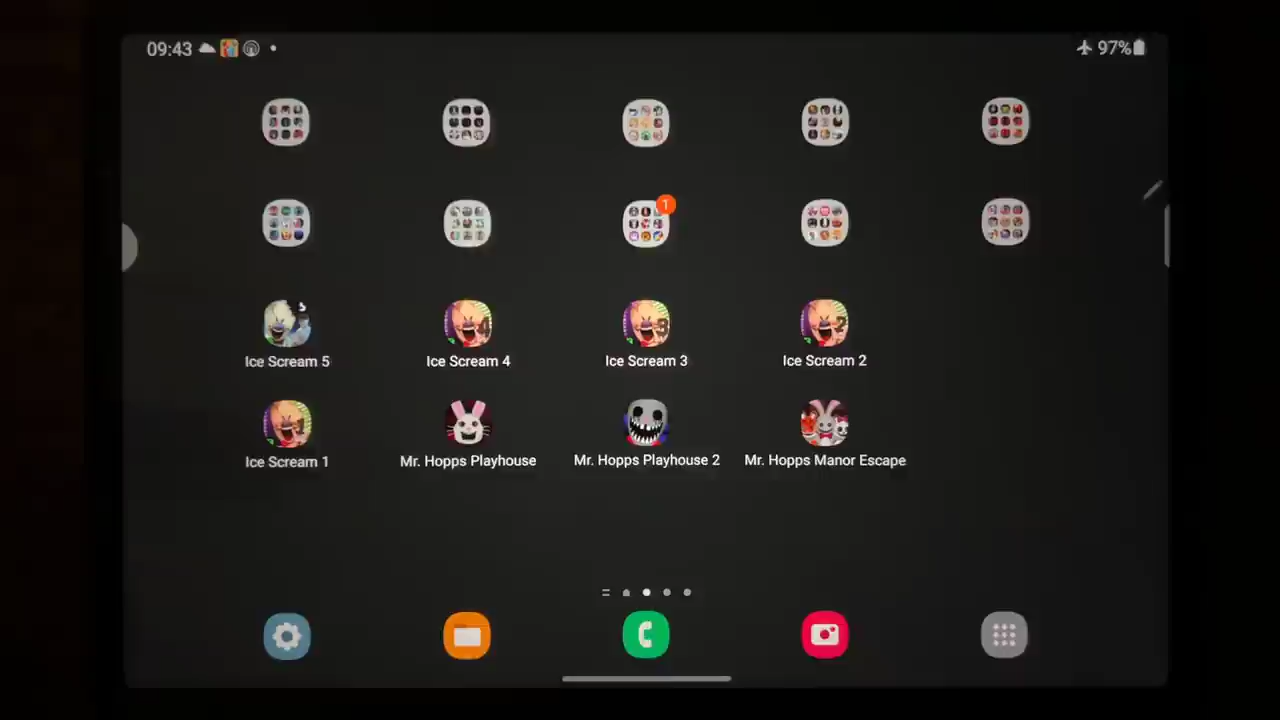 09:43
97%
1
Ice Scream 5
Ice Scream 4
Ice Scream 3
Ice Scream 2
Ice Scream 1
Mr. Hopps Playhouse
Mr. Hopps Playhouse 2
Mr. Hopps Manor Escape